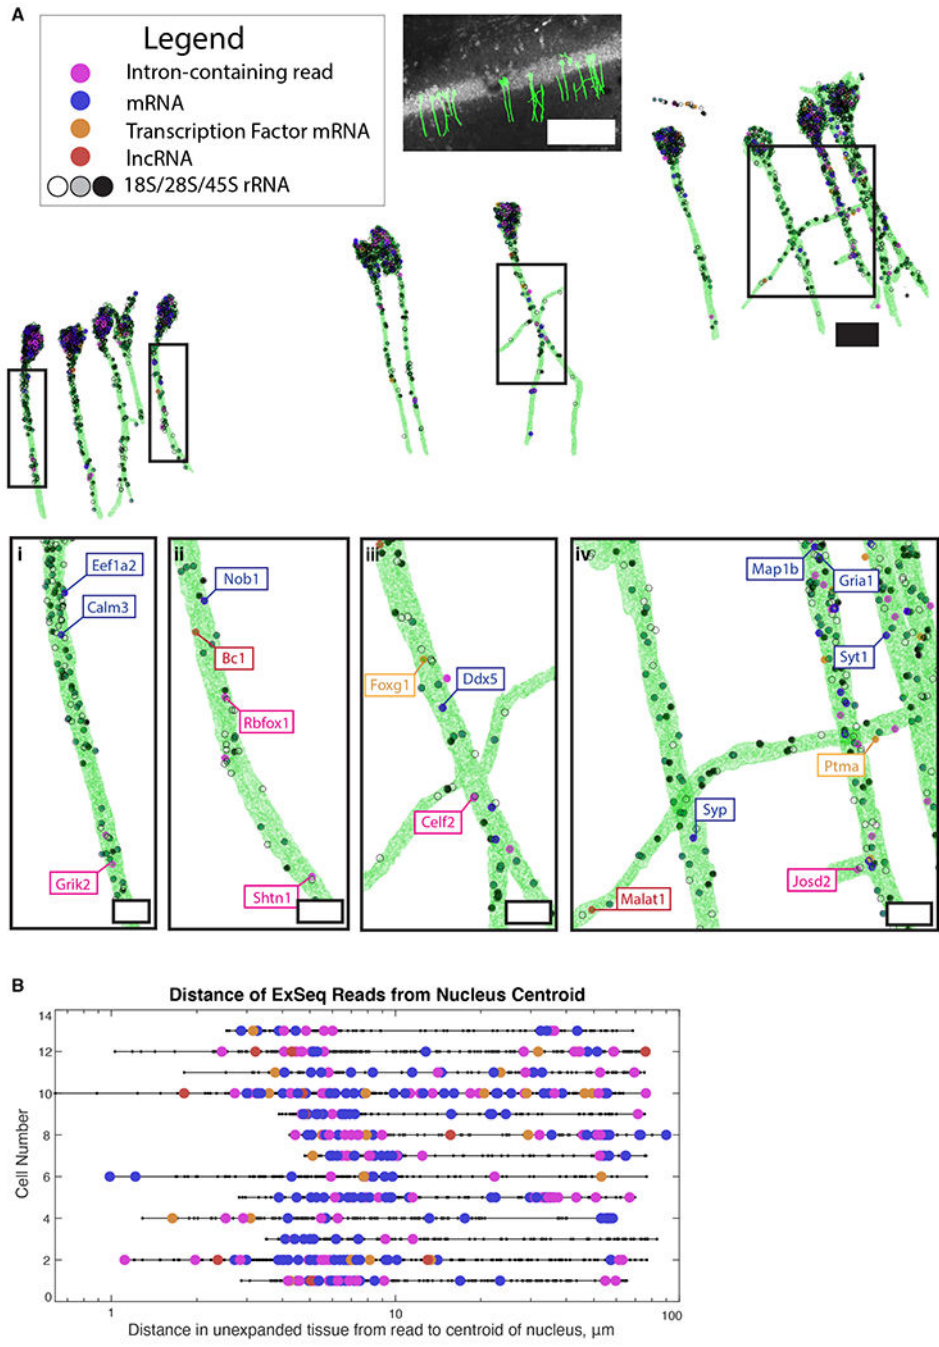 A
Legend
Intron-containing read
mRNA
Transcription Factor mRNA
lncRNA
18S/28S/45S rRNA
i
Eef1a2
Calm3
Grik2
ii
Nob1
Bc1
Rbfox1
Shtn1
iii
Foxg1
Ddx5
Celf2
iv
Map1b
Gria1
Syt1
Ptma
Syp
Josd2
Malat1
B
Distance of ExSeq Reads from Nucleus Centroid
Cell Number
14
12
10
8
6
4
2
0
1
10
100
Distance in unexpanded tissue from read to centroid of nucleus, μm